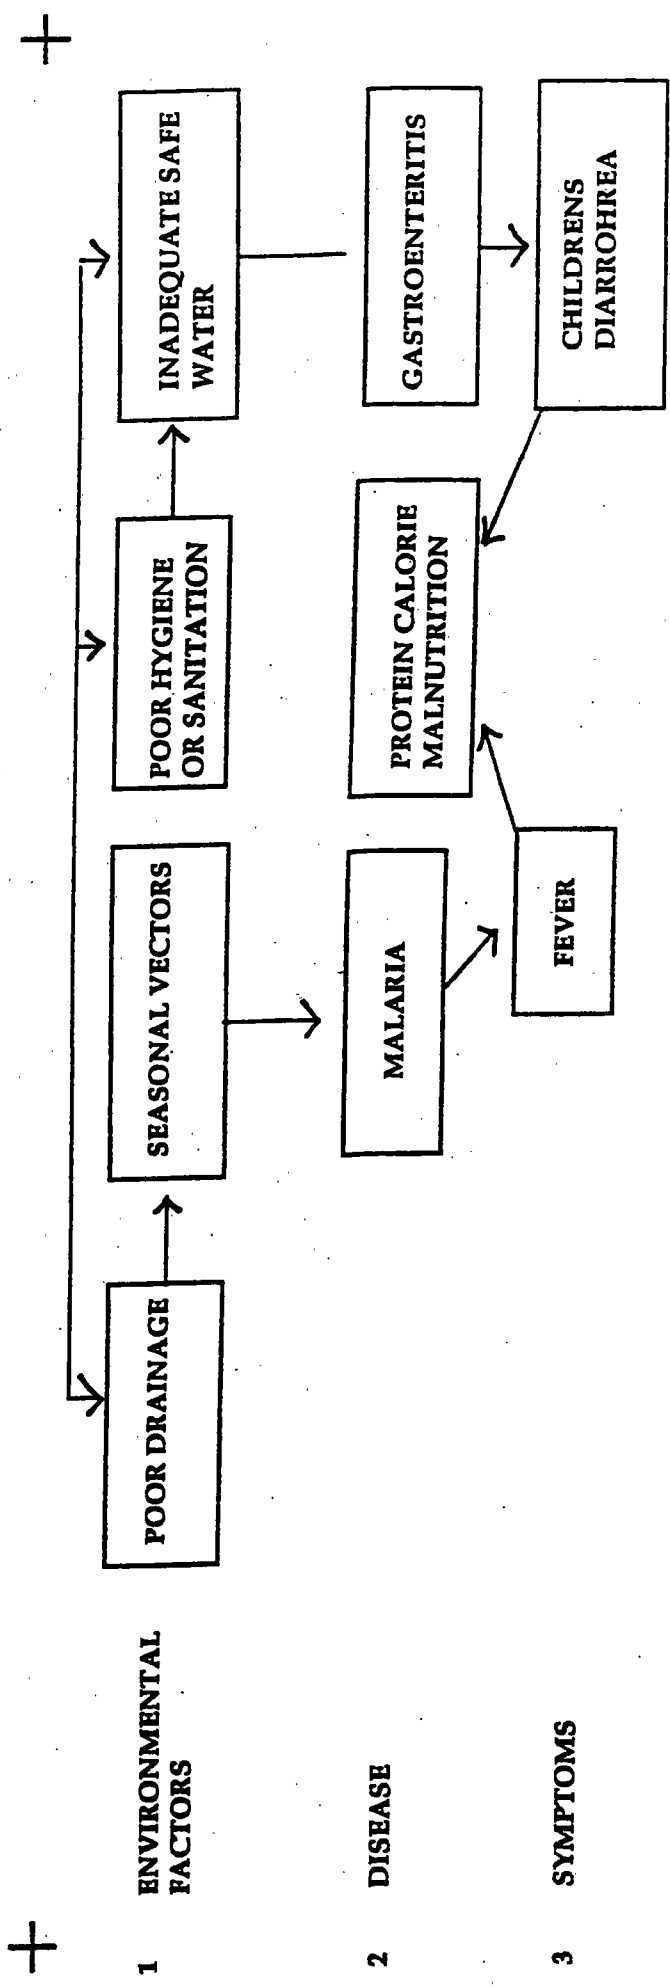 1
ENVIRONMENTAL
FACTORS
POOR DRAINAGE
SEASONAL VECTORS
POOR HYGIENE
OR SANITATION
INADEQUATE SAFE
WATER
2
DISEASE
MALARIA
PROTEIN CALORIE
MALNUTRITION
GASTROENTERITIS
3
SYMPTOMS
FEVER
CHILDRENS
DIARROHREA